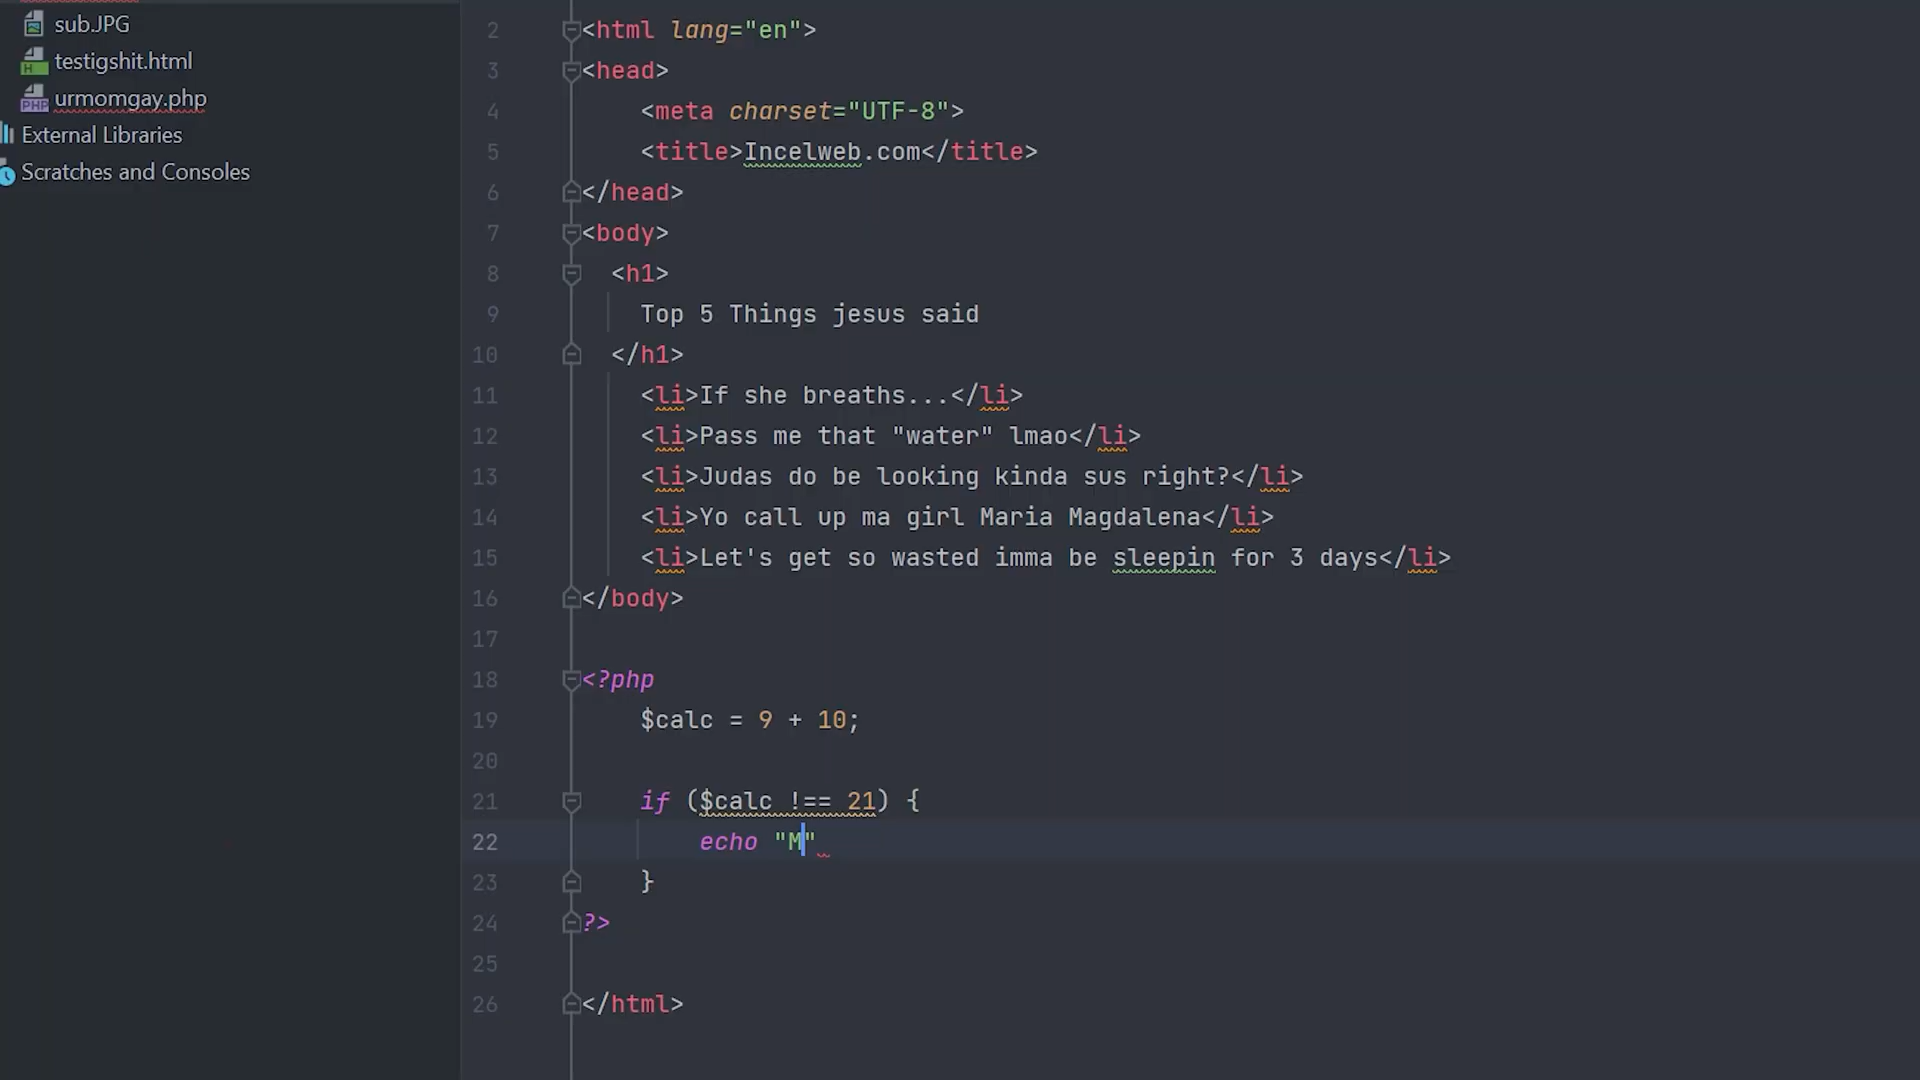 sub.JPG
testigshit.html
urmomgay.php
External Libraries
Scratches and Consoles
2 <html lang="en">
3 <head>
4 <meta charset="UTF-8">
5 <title>Incelweb.com</title>
6 </head>
7 <body>
8 <h1>
9 Top 5 Things jesus said
10 </h1>
11 <li>If she breaths...</li>
12 <li>Pass me that "water" lmao</li>
13 <li>Judas do be looking kinda sus right?</li>
14 <li>Yo call up ma girl Maria Magdalena</li>
15 <li>Let's get so wasted imma be sleepin for 3 days</li>
16 </body>
17
18 <?php
19 $calc = 9 + 10;
20
21 if ($calc !== 21) {
22 echo "M"
23 }
24 ?>
25
26 </html>